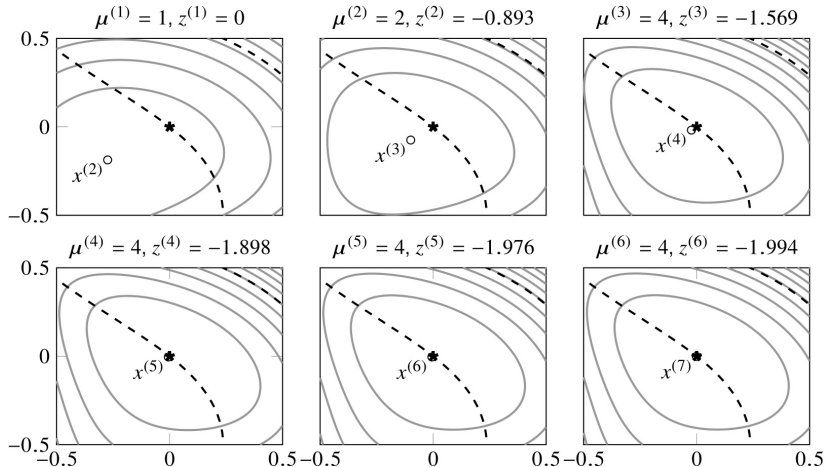 μ⁽¹⁾ = 1, z⁽¹⁾ = 0
μ⁽²⁾ = 2, z⁽²⁾ = −0.893
μ⁽³⁾ = 4, z⁽³⁾ = −1.569
0.5
0
−0.5
x⁽²⁾
x⁽³⁾
x⁽⁴⁾
μ⁽⁴⁾ = 4, z⁽⁴⁾ = −1.898
μ⁽⁵⁾ = 4, z⁽⁵⁾ = −1.976
μ⁽⁶⁾ = 4, z⁽⁶⁾ = −1.994
0.5
0
−0.5
x⁽⁵⁾
x⁽⁶⁾
x⁽⁷⁾
−0.5 0 0.5
−0.5 0 0.5
−0.5 0 0.5